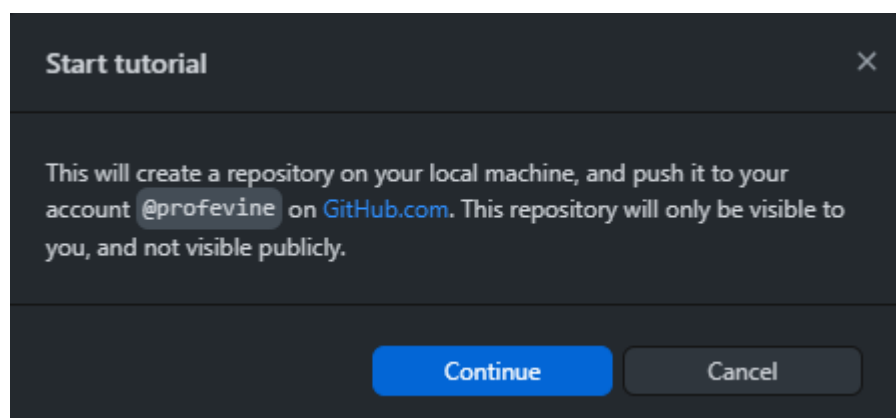 Start tutorial
This will create a repository on your local machine, and push it to your
account @profevine on GitHub.com. This repository will only be visible to
you, and not visible publicly.
Continue Cancel